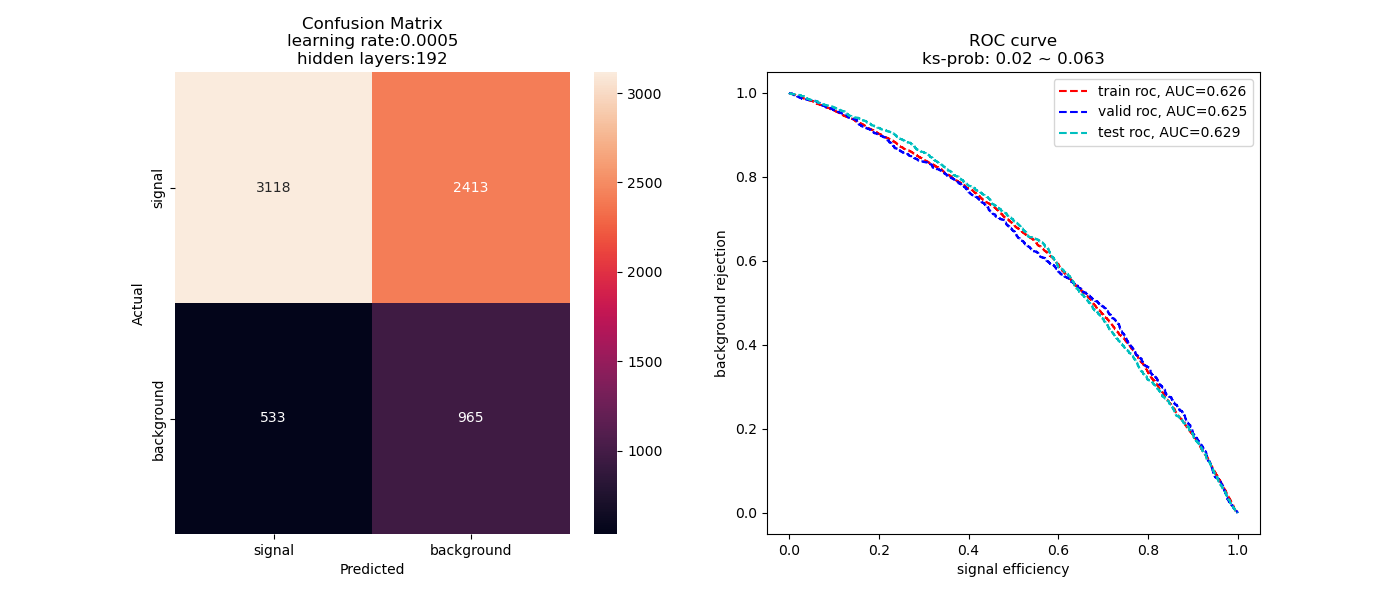 Confusion Matrix
learning rate:0.0005
hidden layers:192
signal
background
Actual
3118
2413
533
965
signal
background
Predicted
3000
2500
2000
1500
1000
ROC curve
ks-prob: 0.02 ~ 0.063
train roc, AUC=0.626
valid roc, AUC=0.625
test roc, AUC=0.629
background rejection
1.0
0.8
0.6
0.4
0.2
0.0
0.0
0.2
0.4
0.6
0.8
1.0
signal efficiency